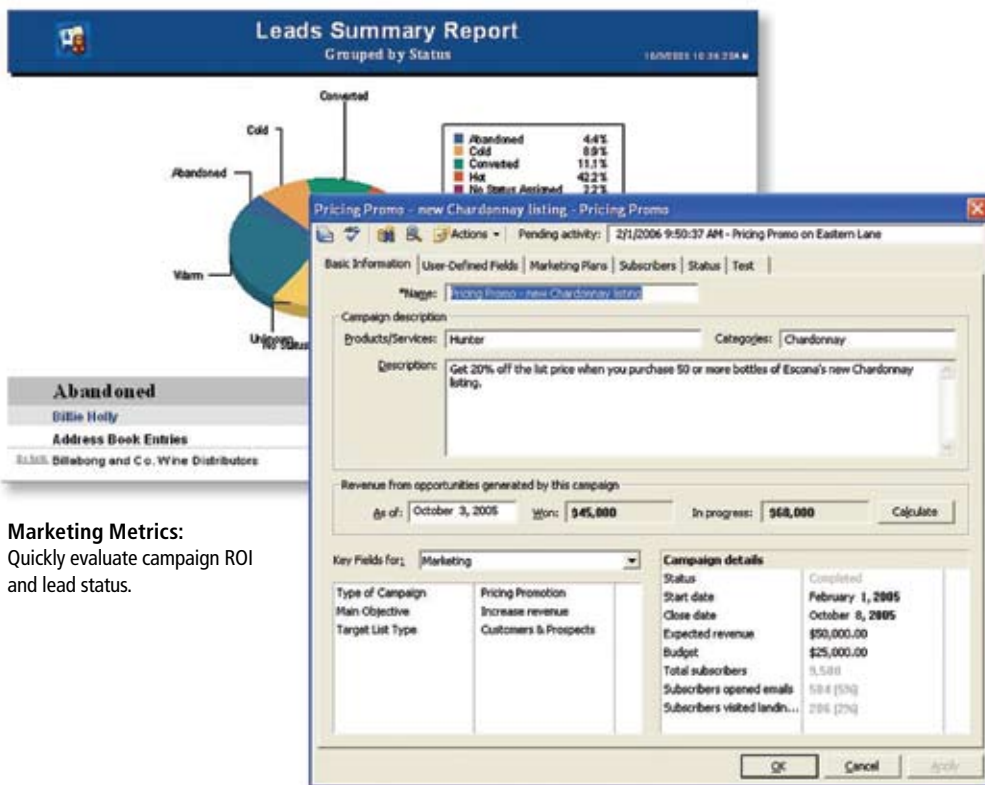 Leads Summary Report
Grouped by Status
Converted
Cold
Abandoned
Warm
Abandoned 4.4%
Cold 8.9%
Converted 11.1%
Hot 42.2%
No Status Assigned 2.2%
Abandoned
Billie Holly
Address Book Entries
Billabong and Co. Wine Distributors
Marketing Metrics:
Quickly evaluate campaign ROI
and lead status.
Pricing Promo - new Chardonnay listing - Pricing Promo
Actions Pending activity: 2/1/2006 9:50:37 AM - Pricing Promo on Eastern Lane
Basic Information User-Defined Fields Marketing Plans Subscribers Status Test
*Name: Pricing Promo - new Chardonnay listing
Campaign description
Products/Services: Hunter Categories: Chardonnay
Description: Get 20% off the list price when you purchase 50 or more bottles of Escona's new Chardonnay
listing.
Revenue from opportunities generated by this campaign
As of: October 3, 2005 Won: $45,000 In progress: $68,000 Calculate
Key Fields for: Marketing
Type of Campaign Pricing Promotion
Main Objective Increase revenue
Target List Type Customers & Prospects
Campaign details
Status Completed
Start date February 1, 2005
Close date October 8, 2005
Expected revenue $50,000.00
Budget $25,000.00
Total subscribers
Subscribers opened emails 504 (5%)
Subscribers visited landin... 206 (2%)
OK Cancel Apply